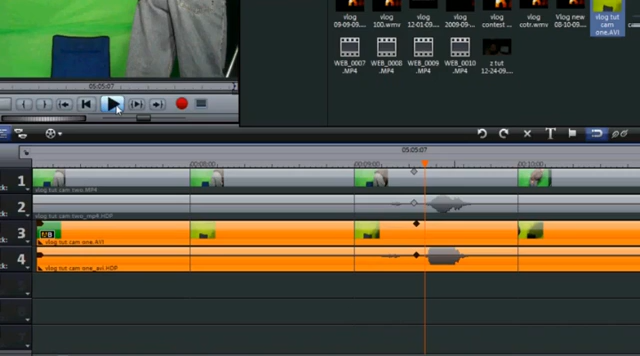 vlog
09-09-09....
vlog
100.wmv
vlog
12-01-09....
vlog
2009-09-...
vlog
contest ...
vlog
cotr.wmv
Vlog new
08-10-09....
vlog tut
cam
one.AVI
WEB_0007
.MP4
WEB_0008
.MP4
WEB_0009
.MP4
WEB_0010
.MP4
z tut
12-24-09....
05;05;07
05;05;07
00;08;00
00;09;00
00;10;00
1
vlog tut cam two.MP4
2
vlog tut cam two_mp4.HDP
3
vlog tut cam one.AVI
4
vlog tut cam one_avi.HDP